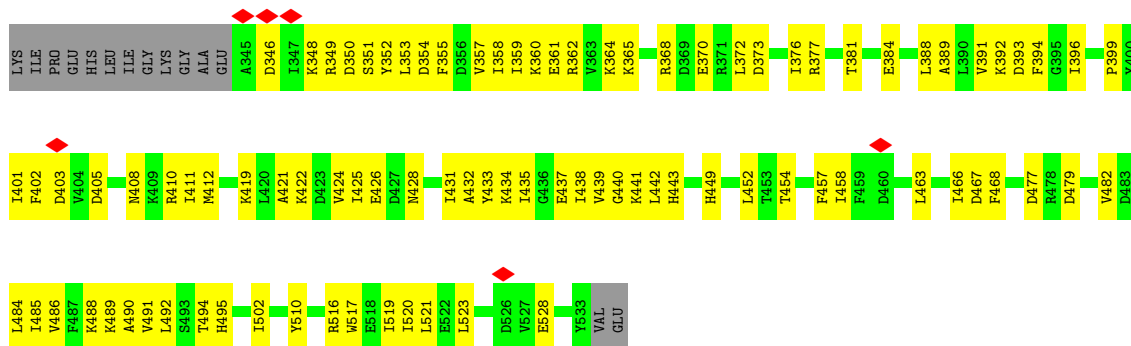 LYS ILE PRO GLU HIS LEU ILE GLY LYS GLY ALA GLU A345 D346 I347 K348 R349 D350 S351 Y352 L353 D354 F355 D356 V357 I358 I359 K360 E361 R362 V363 K364 K365 R368 D369 E370 R371 L372 D373 I376 R377 T381 E384 L388 A389 L390 V391 K392 D393 F394 G395 I396 P399 Y400
I401 F402 D403 V404 D405 N408 K409 R410 I411 M412 K419 L420 A421 K422 D423 V424 I425 E426 D427 N428 I431 A432 Y433 K434 I435 G436 E437 I438 V439 G440 K441 L442 H443 H449 L452 T453 T454 F457 I458 F459 D460 L463 I466 D467 F468 D477 R478 D479 V482 D483
L484 I485 V486 F487 K488 K489 A490 V491 L492 S493 T494 H495 I502 Y510 R516 W517 E518 I519 I520 L521 E522 L523 D526 V527 E528 Y533 VAL GLU